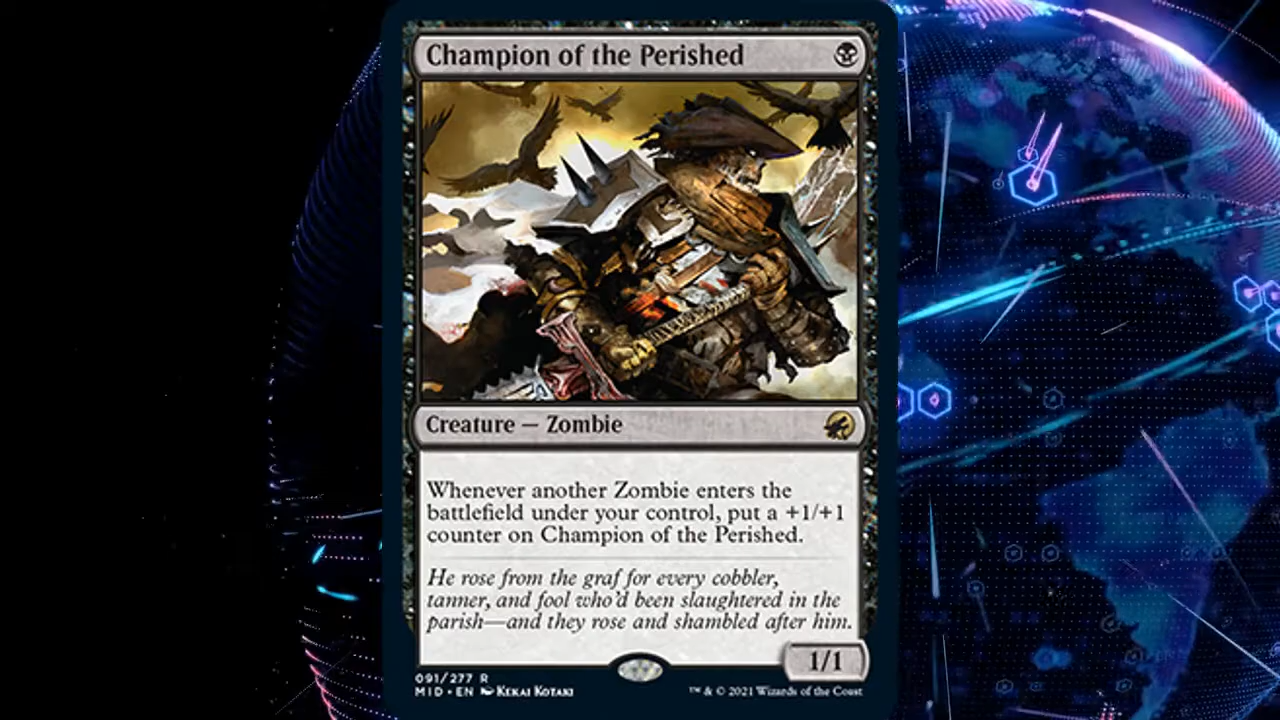 Champion of the Perished
Creature — Zombie
Whenever another Zombie enters the
battlefield under your control, put a +1/+1
counter on Champion of the Perished.
He rose from the graf for every cobbler,
tanner, and fool who'd been slaughtered in the
parish—and they rose and shambled after him.
1/1
091/277 R
MID • EN Kekai Kotaki
™ & © 2021 Wizards of the Coast